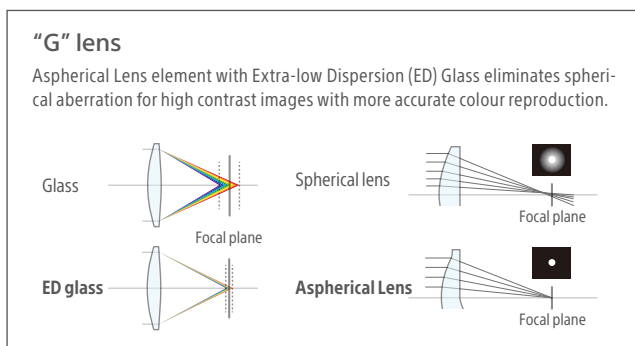 “G” lens
Aspherical Lens element with Extra-low Dispersion (ED) Glass eliminates spheri-
cal aberration for high contrast images with more accurate colour reproduction.
Glass
Focal plane
Spherical lens
Focal plane
ED glass
Aspherical Lens
Focal plane